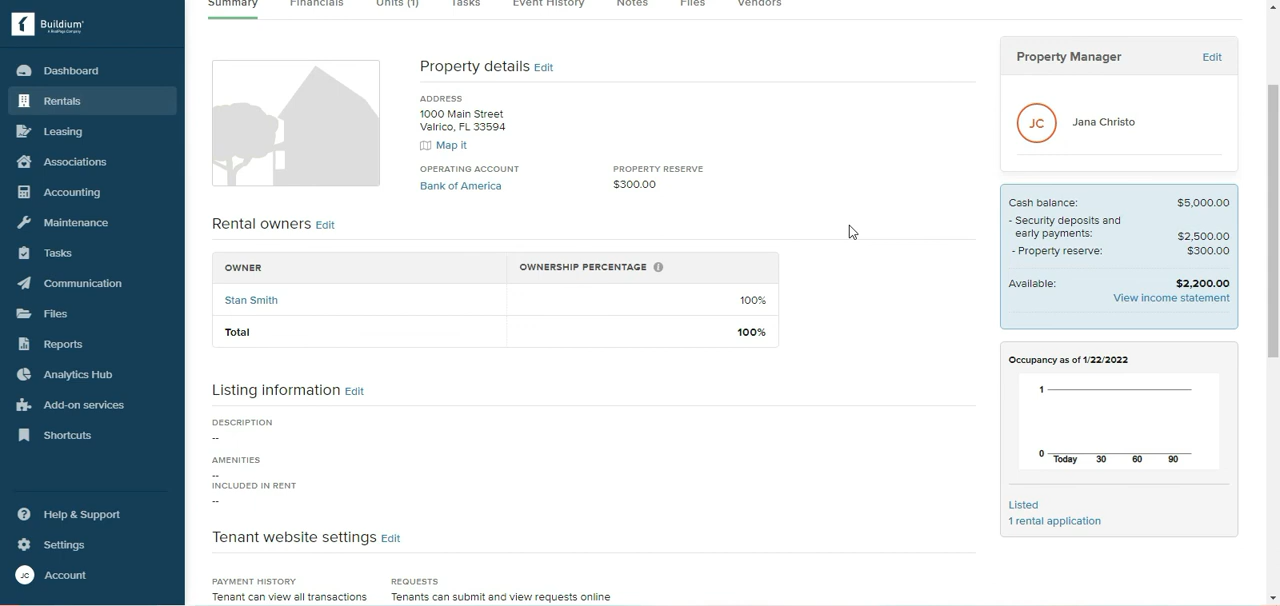 Buildium
A RealPage Company
Dashboard
Rentals
Leasing
Associations
Accounting
Maintenance
Tasks
Communication
Files
Reports
Analytics Hub
Add-on services
Shortcuts
Help & Support
Settings
JC Account
Summary Financials Units (1) Tasks Event History Notes Files Vendors
Property details Edit
ADDRESS
1000 Main Street
Valrico, FL 33594
Map it
OPERATING ACCOUNT PROPERTY RESERVE
Bank of America $300.00
Rental owners Edit
OWNER OWNERSHIP PERCENTAGE i
Stan Smith 100%
Total 100%
Listing information Edit
DESCRIPTION
--
AMENITIES
--
INCLUDED IN RENT
--
Tenant website settings Edit
PAYMENT HISTORY REQUESTS
Tenant can view all transactions Tenants can submit and view requests online
Property Manager Edit
JC Jana Christo
Cash balance: $5,000.00
- Security deposits and
early payments: $2,500.00
- Property reserve: $300.00
Available: $2,200.00
View income statement
Occupancy as of 1/22/2022
1
0
Today 30 60 90
Listed
1 rental application